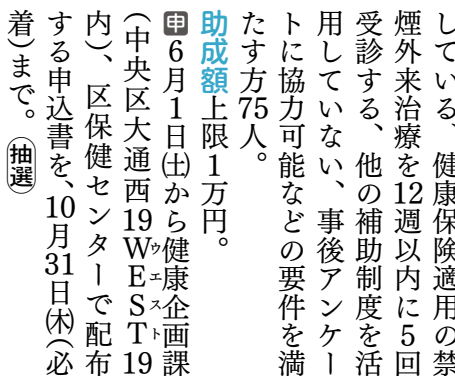 している、健康保険適用の禁
煙外来治療を12週以内に5回
受診する、他の補助制度を活
用していない、事後アンケー
トに協力可能などの要件を満
たす方75人。
助成額上限1万円。
申6月1日㈯から健康企画課
(中央区大通西19WEST19
ウエスト
内)、区保健センターで配布
する申込書を、10月31日㈭(必
着)まで。抽選